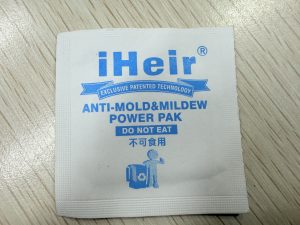 iHeir®
EXCLUSIVE PATENTED TECHNOLOGY
ANTI-MOLD&MILDEW
POWER PAK
DO NOT EAT
不可食用